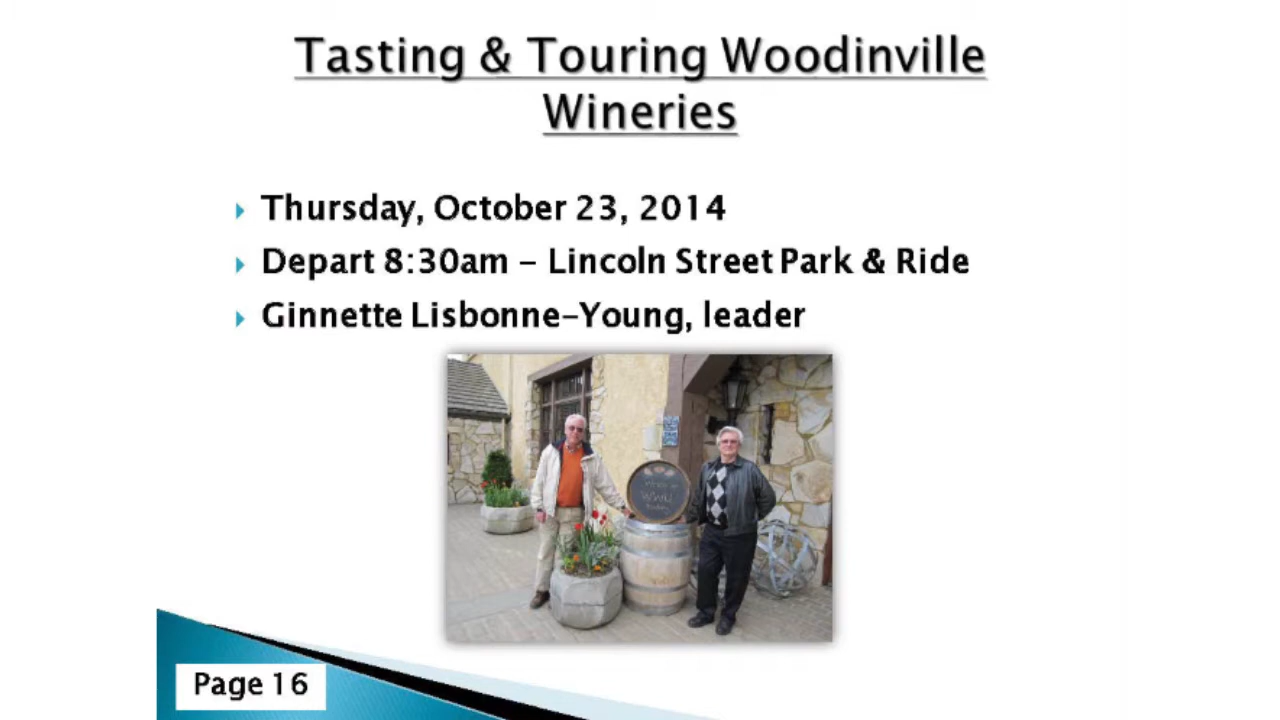 Tasting & Touring Woodinville
Wineries
Thursday, October 23, 2014
Depart 8:30am - Lincoln Street Park & Ride
Ginnette Lisbonne-Young, leader
WWU
Page 16